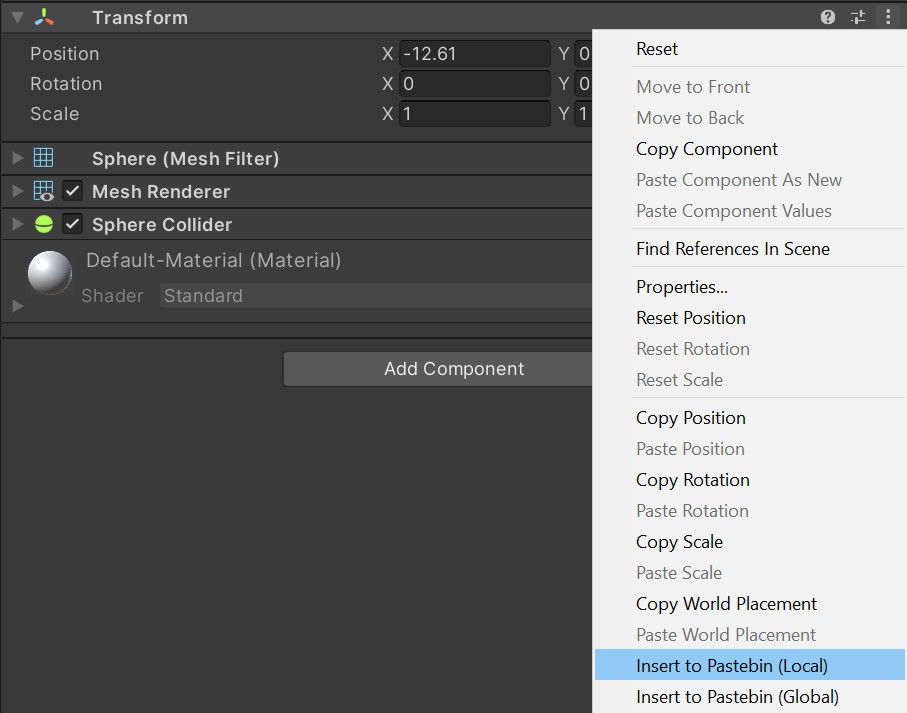 Transform
Position X -12.61 Y 0
Rotation X 0 Y 0
Scale X 1 Y 1
Sphere (Mesh Filter)
Mesh Renderer
Sphere Collider
Default-Material (Material)
Shader Standard
Add Component
Reset
Move to Front
Move to Back
Copy Component
Paste Component As New
Paste Component Values
Find References In Scene
Properties...
Reset Position
Reset Rotation
Reset Scale
Copy Position
Paste Position
Copy Rotation
Paste Rotation
Copy Scale
Paste Scale
Copy World Placement
Paste World Placement
Insert to Pastebin (Local)
Insert to Pastebin (Global)